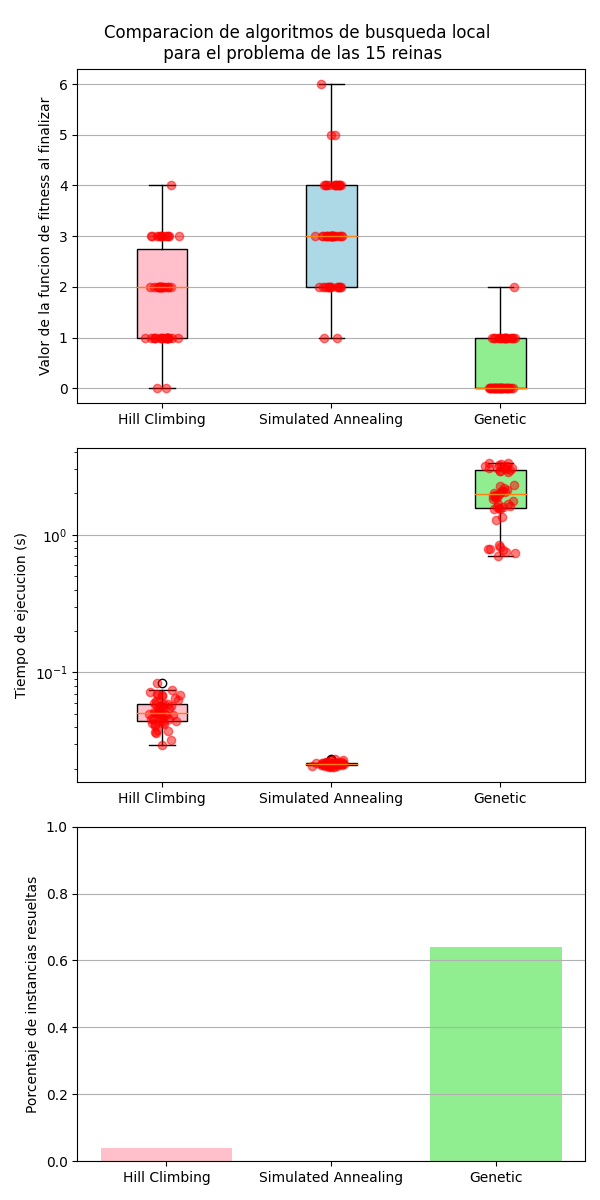 Comparacion de algoritmos de busqueda local
para el problema de las 15 reinas
Valor de la funcion de fitness al finalizar
6
5
4
3
2
1
0
Hill Climbing Simulated Annealing Genetic
Tiempo de ejecucion (s)
10⁰
10⁻¹
Hill Climbing Simulated Annealing Genetic
Porcentaje de instancias resueltas
1.0
0.8
0.6
0.4
0.2
0.0
Hill Climbing Simulated Annealing Genetic